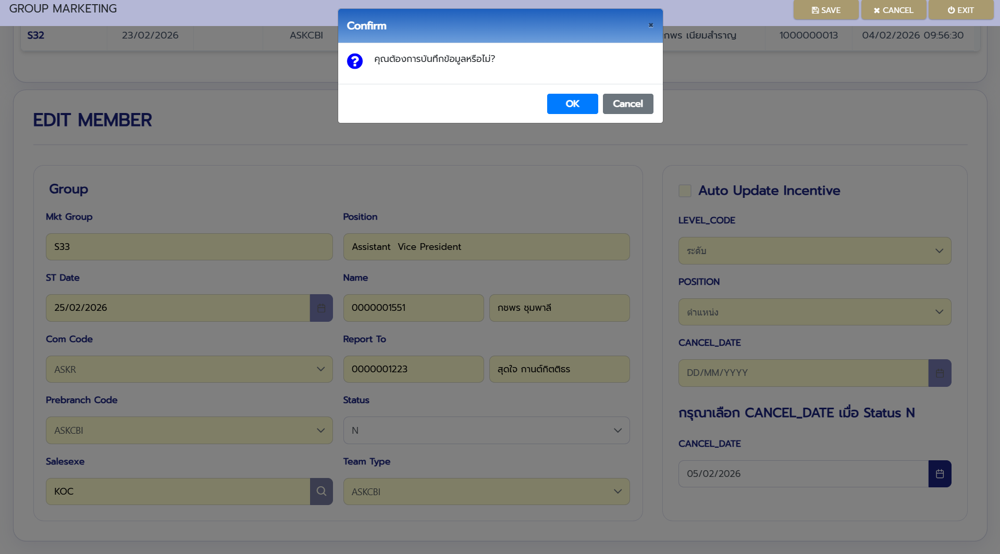 GROUP MARKETING
SAVE
CANCEL
EXIT
S32 23/02/2026 ASKCBI เนียมสำราญ 1000000013 04/02/2026 09:56:30
Confirm
คุณต้องการบันทึกข้อมูลหรือไม่?
OK
Cancel
EDIT MEMBER
Group
Mkt Group
S33
Position
Assistant  Vice President
ST Date
25/02/2026
Name
0000001551
กชพร ชุมพาลี
Com Code
ASKR
Report To
0000001223
สุดใจ กานต์กิตติธร
Prebranch Code
ASKCBI
Status
N
Salesexe
KOC
Team Type
ASKCBI
Auto Update Incentive
LEVEL_CODE
ระดับ
POSITION
ตำแหน่ง
CANCEL_DATE
DD/MM/YYYY
กรุณาเลือก CANCEL_DATE เมื่อ Status N
CANCEL_DATE
05/02/2026